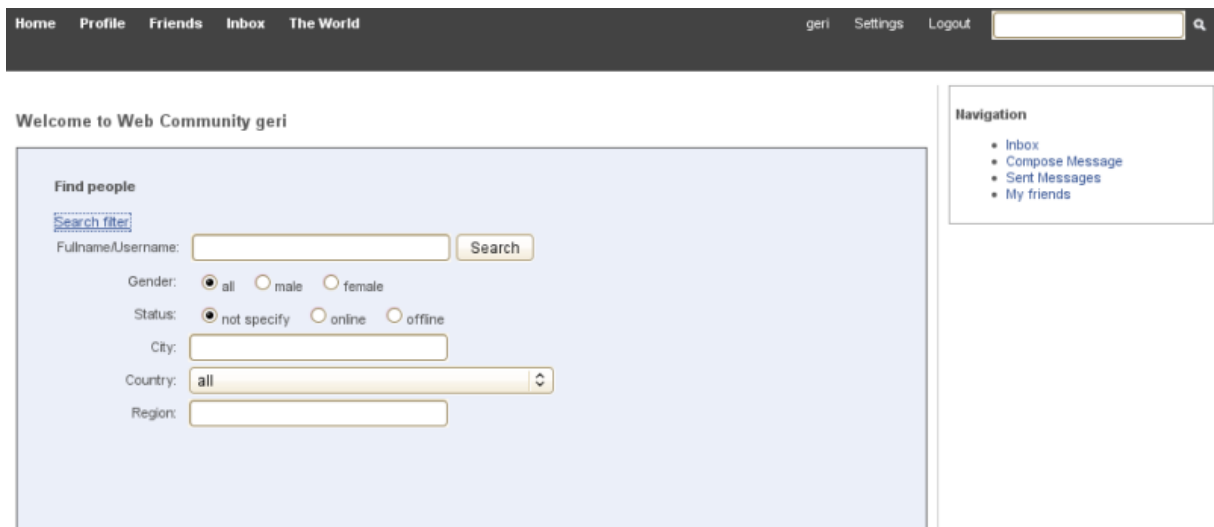 Home Profile Friends Inbox The World geri Settings Logout
Welcome to Web Community geri
Find people
Search filter
Fullname/Username: Search
Gender: all male female
Status: not specify online offline
City:
Country: all
Region:
Navigation
Inbox
Compose Message
Sent Messages
My friends